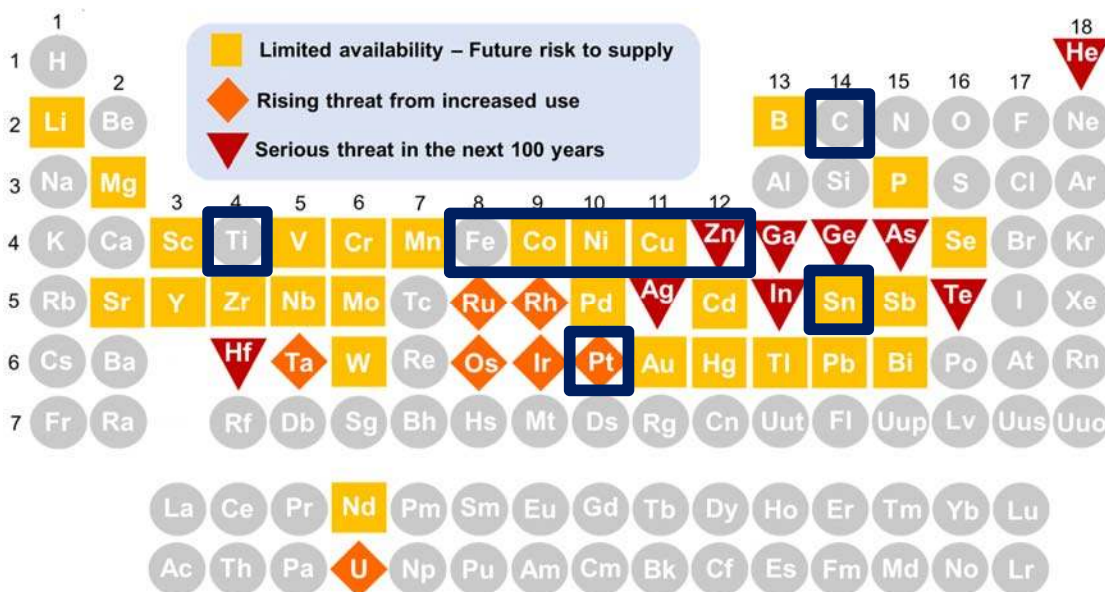 1 18
1 H Limited availability – Future risk to supply He
2 13 14 15 16 17
2 Li Be Rising threat from increased use B C N O F Ne
3 Na Mg Serious threat in the next 100 years Al Si P S Cl Ar
3 4 5 6 7 8 9 10 11 12
4 K Ca Sc Ti V Cr Mn Fe Co Ni Cu Zn Ga Ge As Se Br Kr
5 Rb Sr Y Zr Nb Mo Tc Ru Rh Pd Ag Cd In Sn Sb Te I Xe
6 Cs Ba Hf Ta W Re Os Ir Pt Au Hg Tl Pb Bi Po At Rn
7 Fr Ra Rf Db Sg Bh Hs Mt Ds Rg Cn Uut Fl Uup Lv Uus Uuo
La Ce Pr Nd Pm Sm Eu Gd Tb Dy Ho Er Tm Yb Lu
Ac Th Pa U Np Pu Am Cm Bk Cf Es Fm Md No Lr